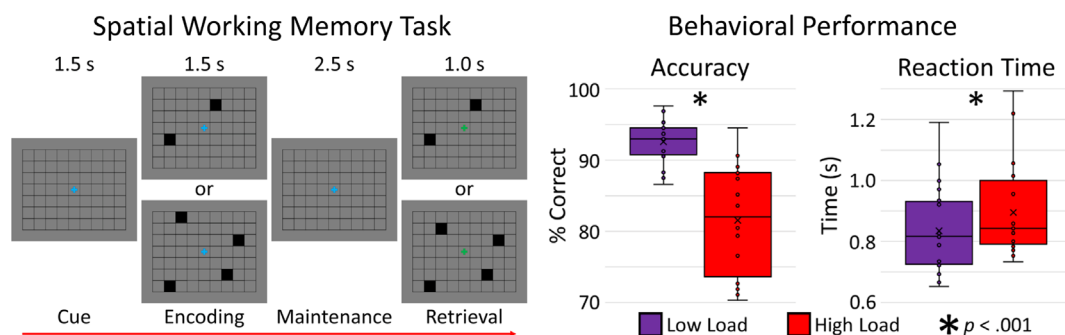 Spatial Working Memory Task
1.5 s 1.5 s 2.5 s 1.0 s
or or
Cue Encoding Maintenance Retrieval
Behavioral Performance
Accuracy
*
% Correct
100
90
80
70
Reaction Time
*
Time (s)
1.2
1.0
0.8
0.6
Low Load High Load * p < .001